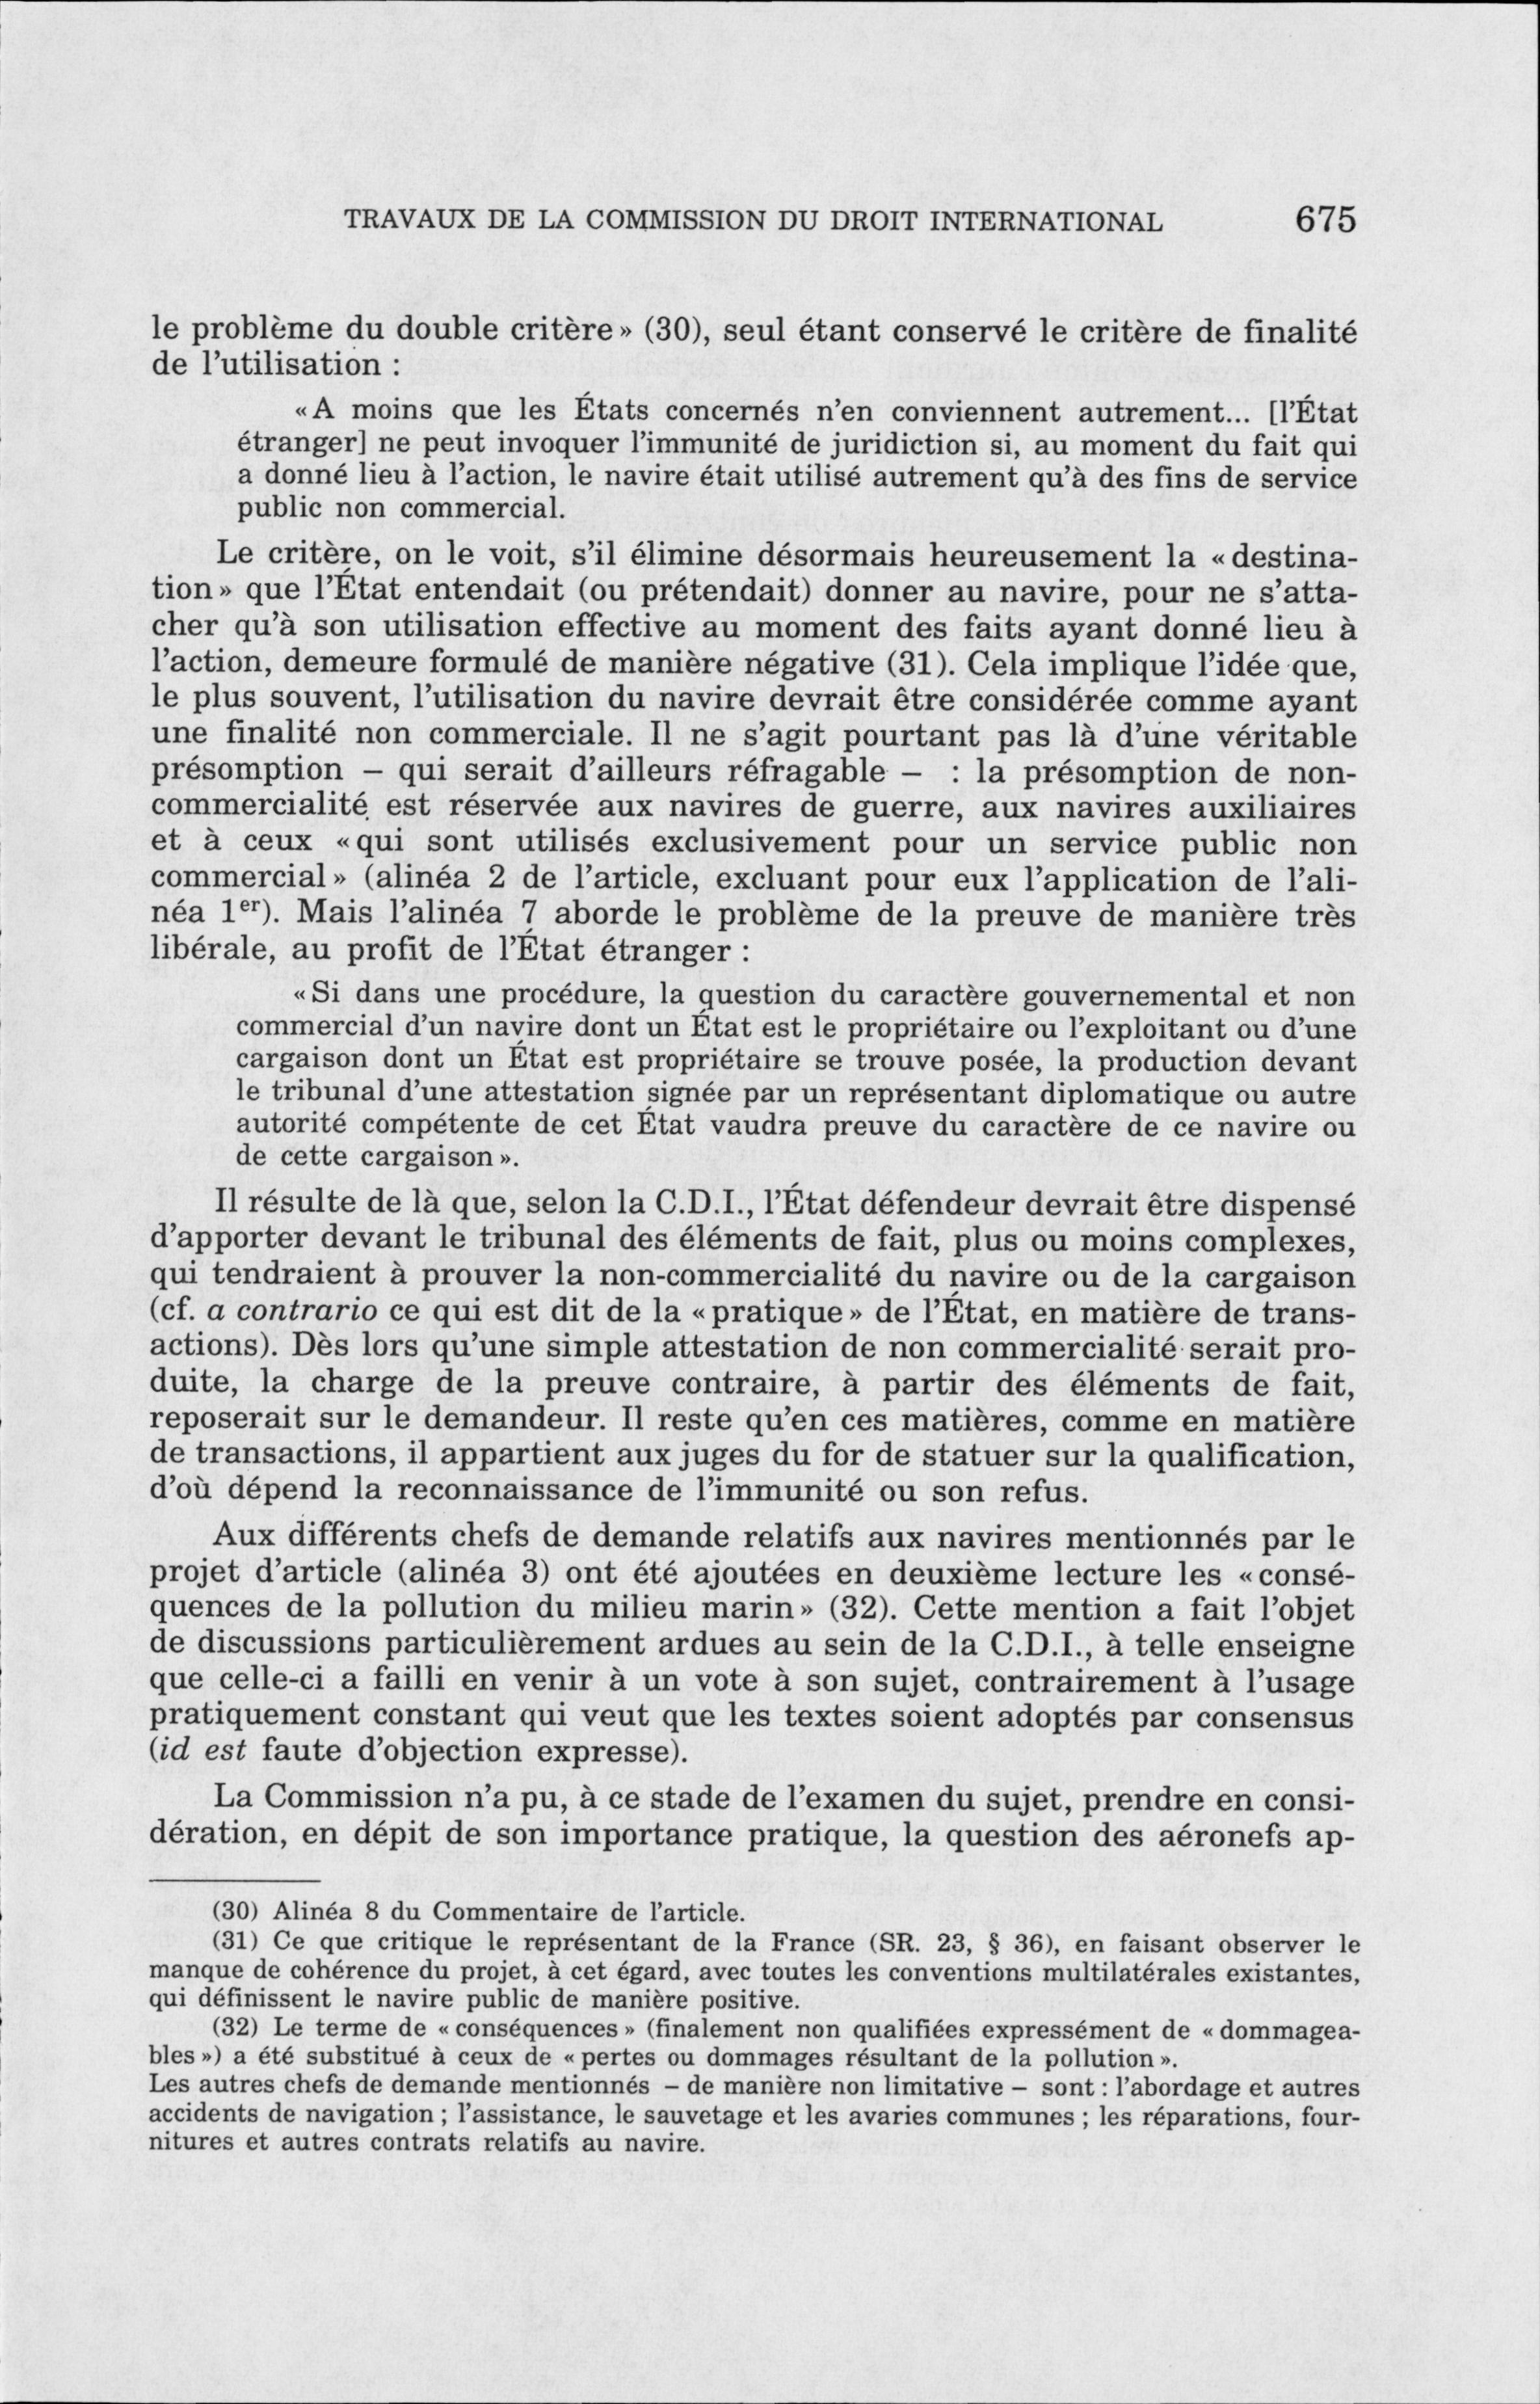 TRAVAUX DE LA COMMISSION DU DROIT INTERNATIONAL 675
le problème du double critère » (30), seul étant conservé le critère de finalité
de l'utilisation :
« A moins que les États concernés n'en conviennent autrement... [l'État
étranger] ne peut invoquer l'immunité de juridiction si, au moment du fait qui
a donné lieu à l'action, le navire était utilisé autrement qu'à des fins de service
public non commercial.
Le critère, on le voit, s'il élimine désormais heureusement la « destina-
tion » que l'État entendait (ou prétendait) donner au navire, pour ne s'atta-
cher qu'à son utilisation effective au moment des faits ayant donné lieu à
l'action, demeure formulé de manière négative (31). Cela implique l'idée que,
le plus souvent, l'utilisation du navire devrait être considérée comme ayant
une finalité non commerciale. Il ne s'agit pourtant pas là d'une véritable
présomption – qui serait d'ailleurs réfragable – : la présomption de non-
commercialité est réservée aux navires de guerre, aux navires auxiliaires
et à ceux « qui sont utilisés exclusivement pour un service public non
commercial » (alinéa 2 de l'article, excluant pour eux l'application de l'ali-
néa 1er). Mais l'alinéa 7 aborde le problème de la preuve de manière très
libérale, au profit de l'État étranger :
« Si dans une procédure, la question du caractère gouvernemental et non
commercial d'un navire dont un État est le propriétaire ou l'exploitant ou d'une
cargaison dont un État est propriétaire se trouve posée, la production devant
le tribunal d'une attestation signée par un représentant diplomatique ou autre
autorité compétente de cet État vaudra preuve du caractère de ce navire ou
de cette cargaison ».
Il résulte de là que, selon la C.D.I., l'État défendeur devrait être dispensé
d'apporter devant le tribunal des éléments de fait, plus ou moins complexes,
qui tendraient à prouver la non-commercialité du navire ou de la cargaison
(cf. a contrario ce qui est dit de la « pratique » de l'État, en matière de trans-
actions). Dès lors qu'une simple attestation de non commercialité serait pro-
duite, la charge de la preuve contraire, à partir des éléments de fait,
reposerait sur le demandeur. Il reste qu'en ces matières, comme en matière
de transactions, il appartient aux juges du for de statuer sur la qualification,
d'où dépend la reconnaissance de l'immunité ou son refus.
Aux différents chefs de demande relatifs aux navires mentionnés par le
projet d'article (alinéa 3) ont été ajoutées en deuxième lecture les « consé-
quences de la pollution du milieu marin » (32). Cette mention a fait l'objet
de discussions particulièrement ardues au sein de la C.D.I., à telle enseigne
que celle-ci a failli en venir à un vote à son sujet, contrairement à l'usage
pratiquement constant qui veut que les textes soient adoptés par consensus
(id est faute d'objection expresse).
La Commission n'a pu, à ce stade de l'examen du sujet, prendre en consi-
dération, en dépit de son importance pratique, la question des aéronefs ap-
(30) Alinéa 8 du Commentaire de l'article.
(31) Ce que critique le représentant de la France (SR. 23, § 36), en faisant observer le
manque de cohérence du projet, à cet égard, avec toutes les conventions multilatérales existantes,
qui définissent le navire public de manière positive.
(32) Le terme de « conséquences » (finalement non qualifiées expressément de « dommagea-
bles ») a été substitué à ceux de « pertes ou dommages résultant de la pollution ».
Les autres chefs de demande mentionnés – de manière non limitative – sont : l'abordage et autres
accidents de navigation ; l'assistance, le sauvetage et les avaries communes ; les réparations, four-
nitures et autres contrats relatifs au navire.